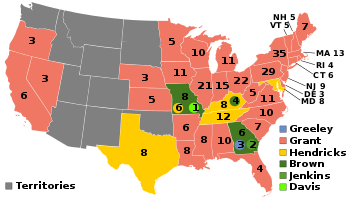 NH 5
VT 5
7
3
5
10
11
35
MA 13
RI 4
CT 6
3
11
21
15
22
29
NJ 9
DE 3
MD 8
6
3
5
8
6
1
8
4
5
11
8
12
10
6
7
8
8
10
6
3
2
4
Greeley
Grant
Hendricks
Brown
Jenkins
Davis
Territories